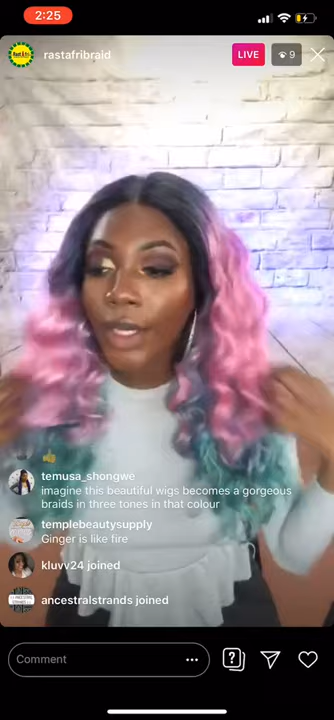 2:25
rastafribraid
LIVE
9
temusa_shongwe
imagine this beautiful wigs becomes a gorgeous
braids in three tones in that colour
templebeautysupply
Ginger is like fire
kluvv24 joined
ancestralstrands joined
Comment